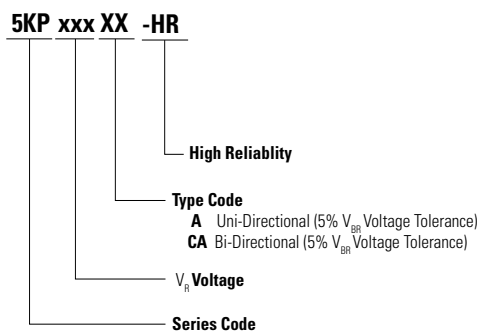 5KP xxx XX -HR
High Reliablity
Type Code
A Uni-Directional (5% VBR Voltage Tolerance)
CA Bi-Directional (5% VBR Voltage Tolerance)
VR Voltage
Series Code